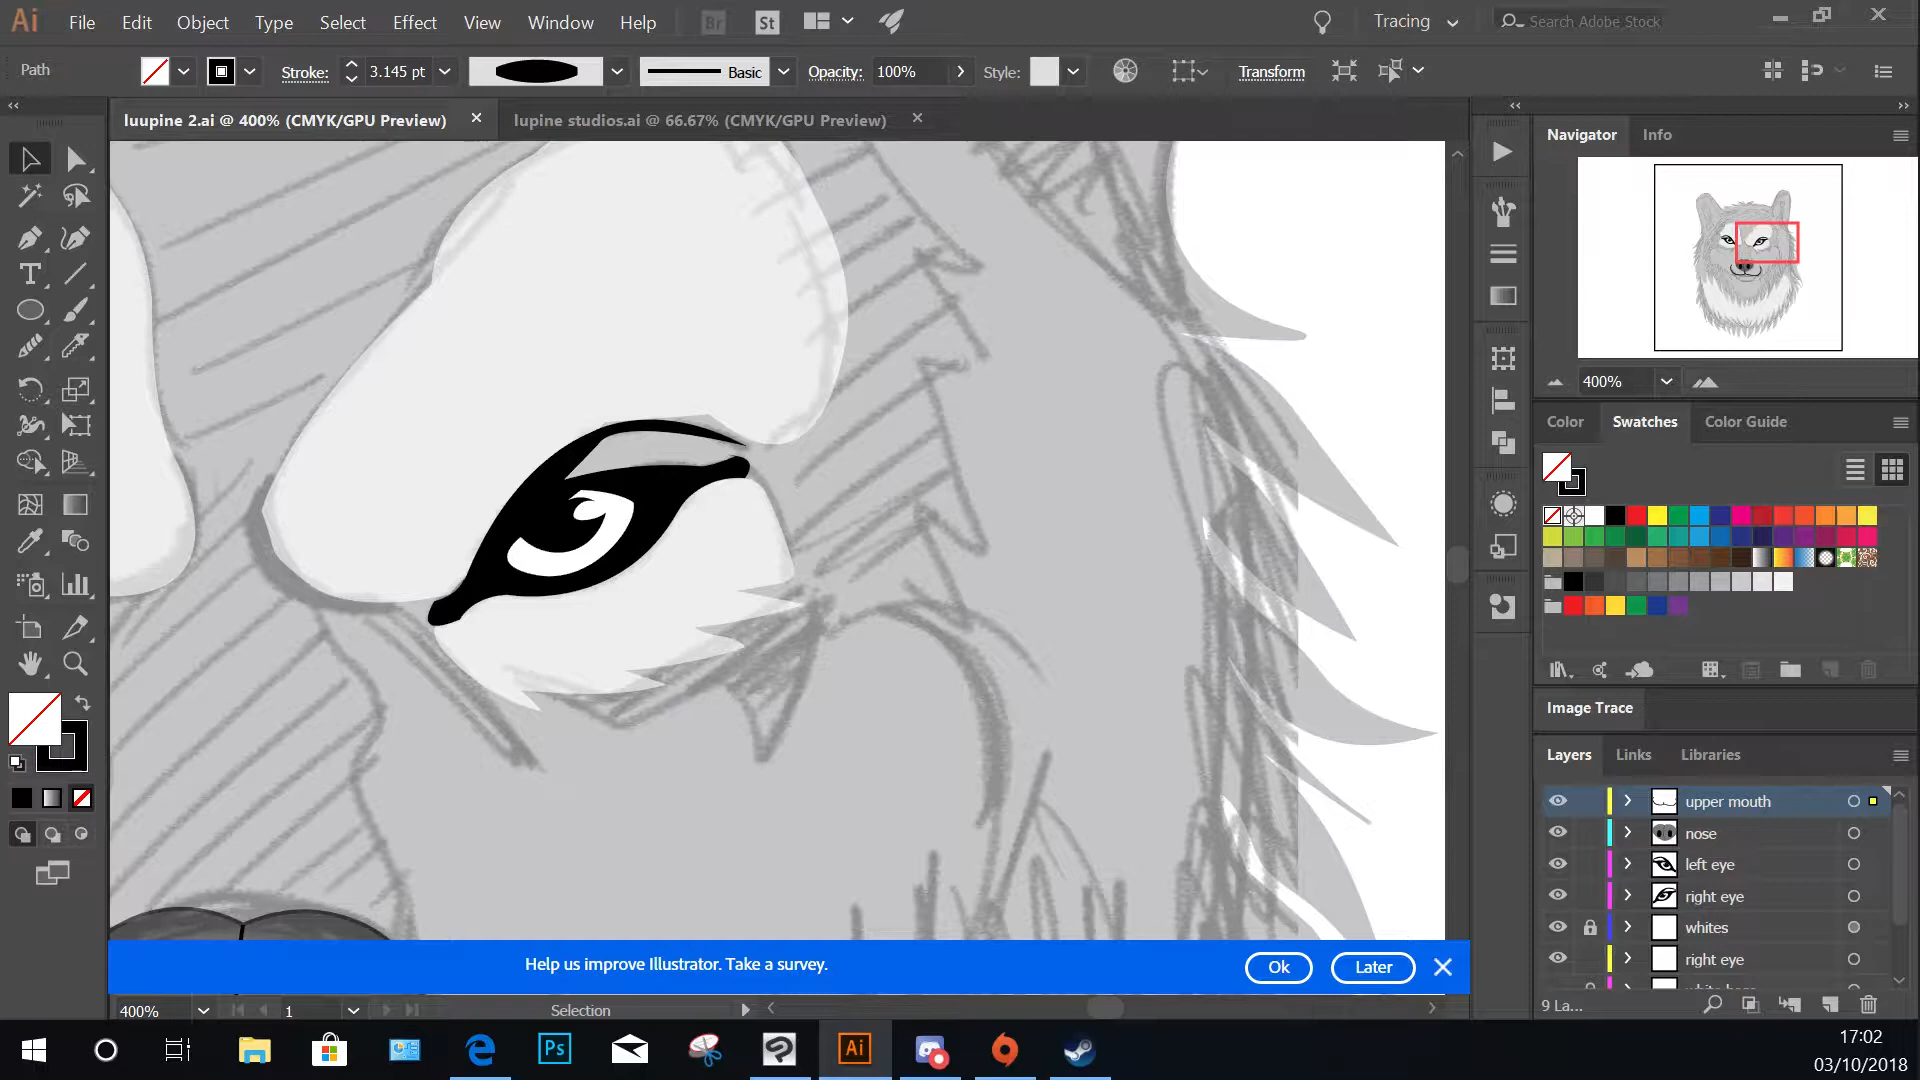 Ai File Edit Object Type Select Effect View Window Help Br St Tracing Search Adobe Stock
Path Stroke: 3.145 pt Basic Opacity: 100% Style: Transform
luupine 2.ai @ 400% (CMYK/GPU Preview) lupine studios.ai @ 66.67% (CMYK/GPU Preview)
Navigator Info
400%
Color Swatches Color Guide
Image Trace
Layers Links Libraries
upper mouth
nose
left eye
right eye
whites
right eye
9 La...
Help us improve Illustrator. Take a survey. Ok Later
400% 1 Selection
Ps Ai
17:02
03/10/2018